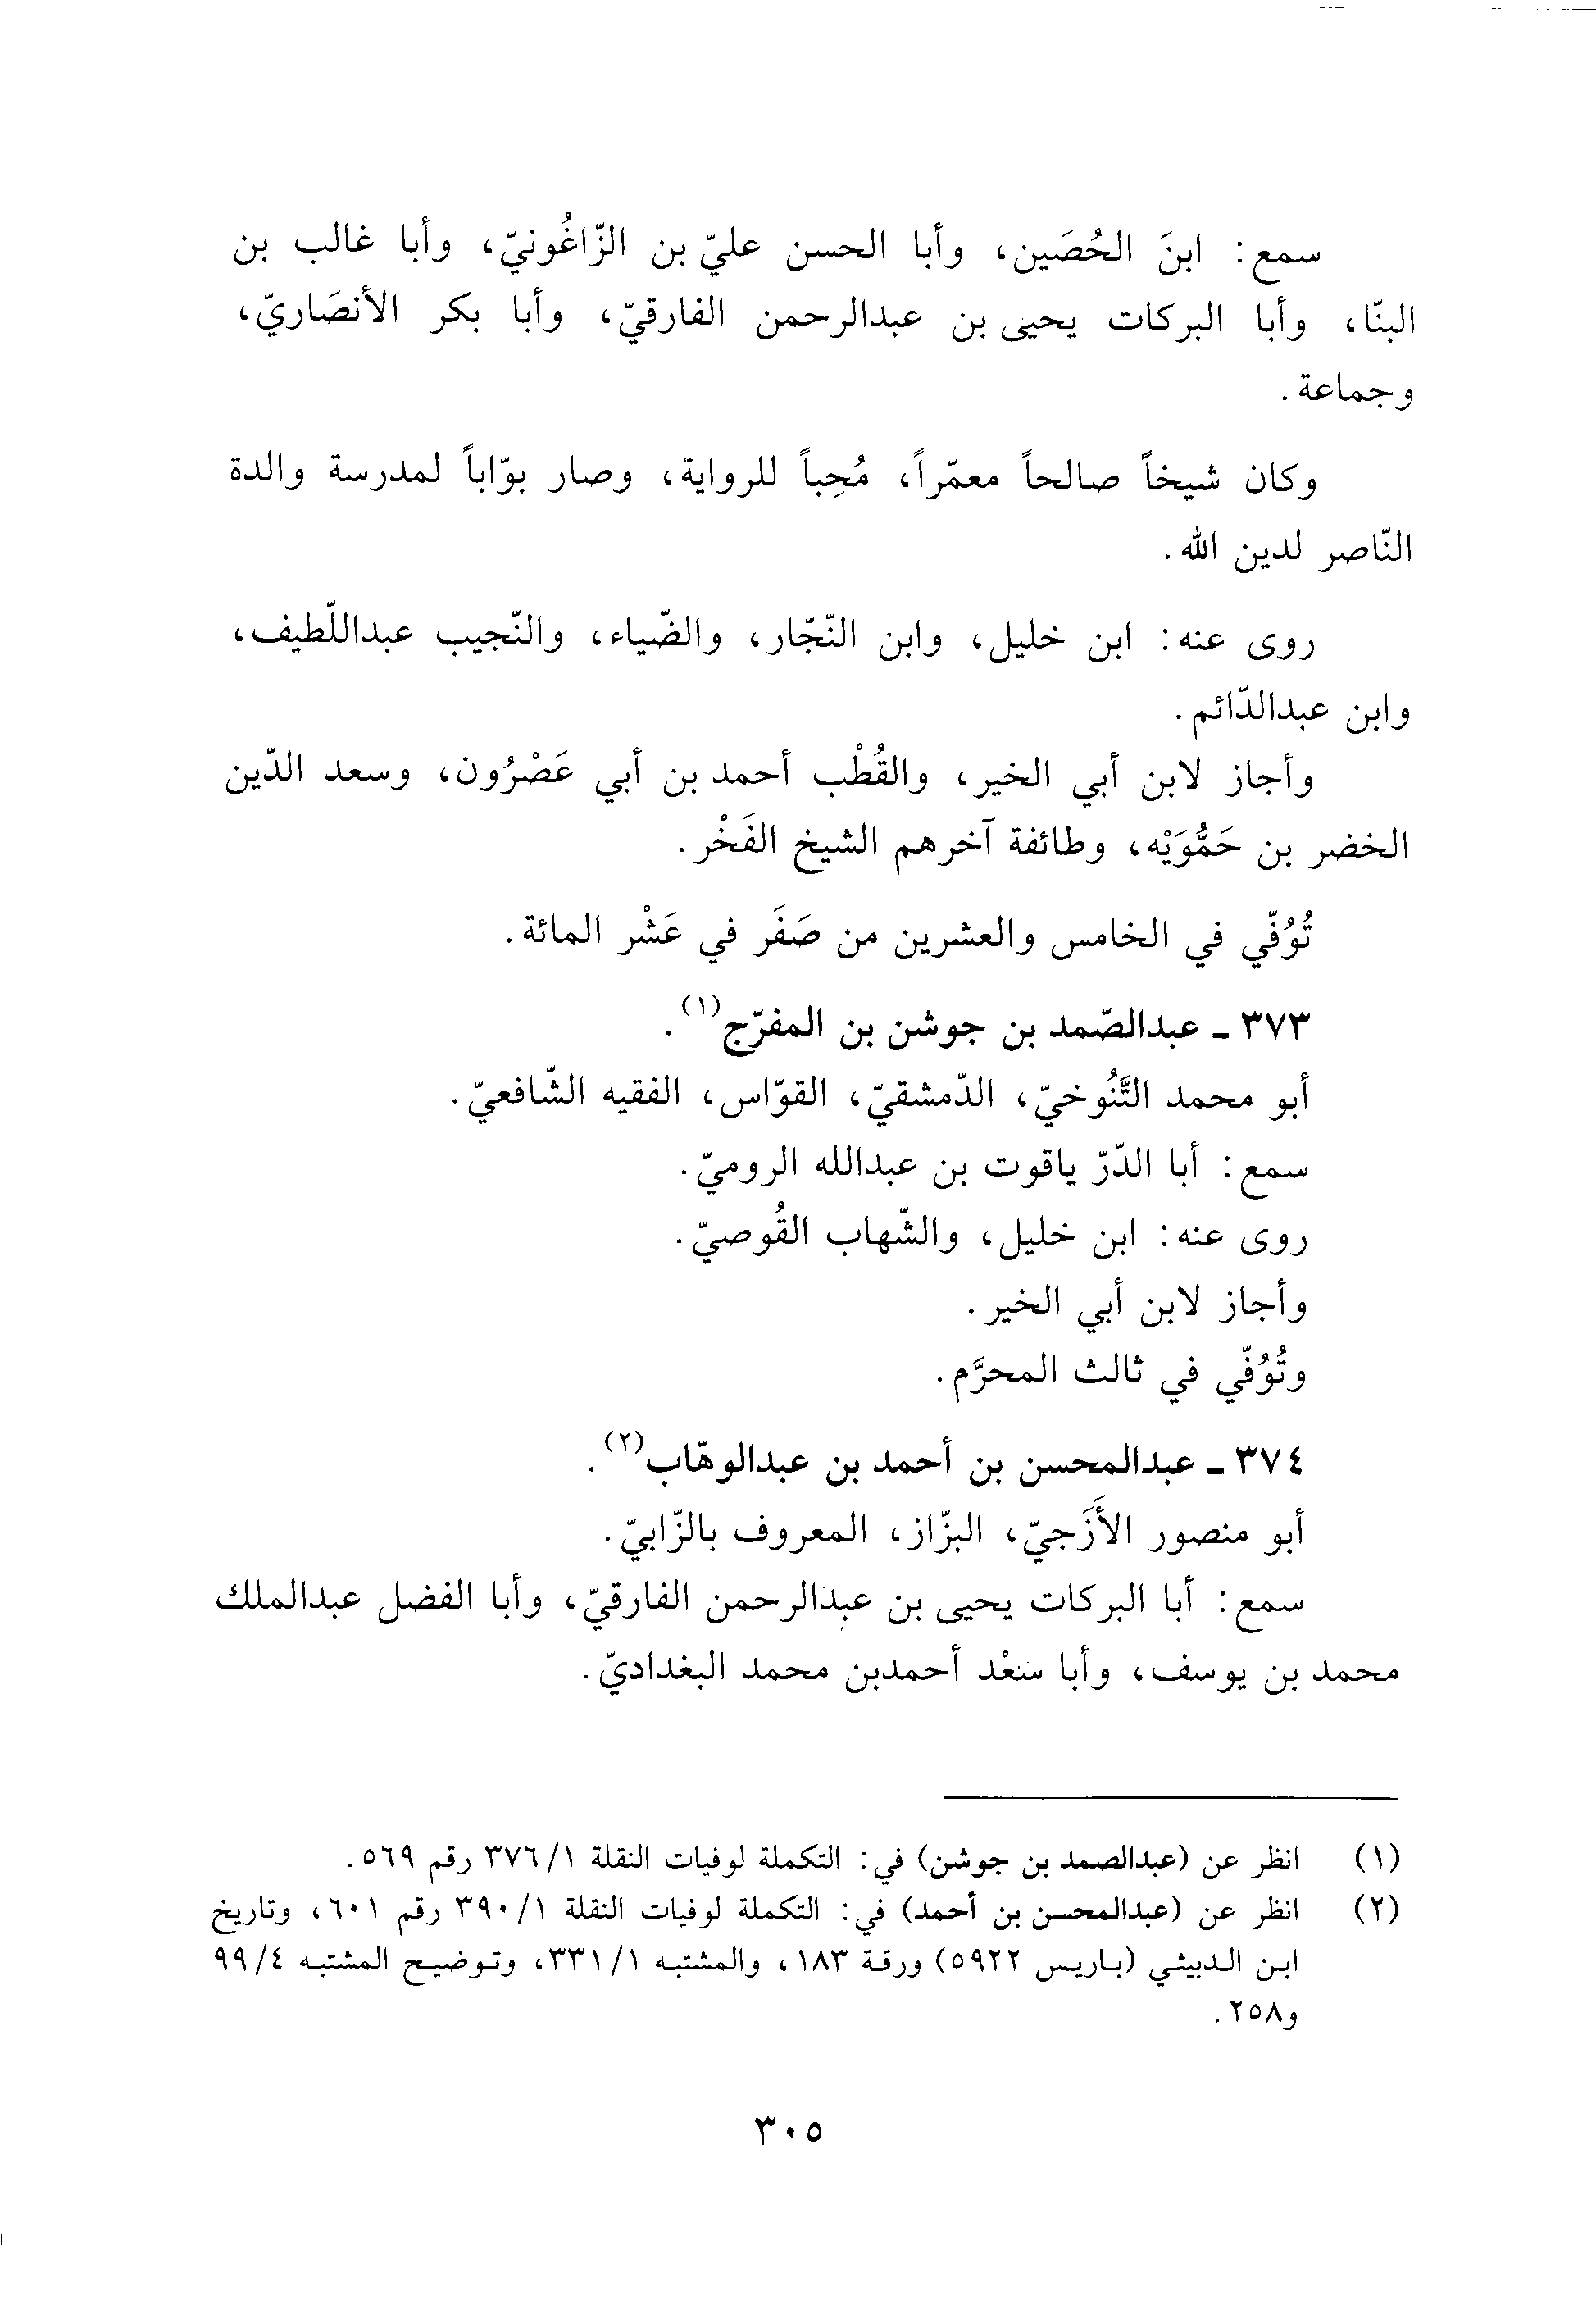 سمع: ابنَ الحُصَين، وأبا الحسن عليّ بن الزّاغُونيّ، وأبا غالب بن
البنّا، وأبا البركات يحيى بن عبدالرحمن الفارقيّ، وأبا بكر الأنصَاريّ،
وجماعة.
وكان شيخاً صالحاً معمّراً، مُحِباً للرواية، وصار بوّاباً لمدرسة والدة
النّاصر لدين الله.
روى عنه: ابن خليل، وابن النّجّار، والضّياء، والنّجيب عبداللّطيف،
وابن عبدالدّائم.
وأجاز لابن أبي الخير، والقُطْب أحمد بن أبي عَصْرُون، وسعد الدّين
الخضر بن حَمُّوَيْه، وطائفة آخرهم الشيخ الفَخْر.
تُوُفّي في الخامس والعشرين من صَفَر في عَشْر المائة.
٣٧٣ ـ عبدالصّمد بن جوشن بن المفرّج(١).
أبو محمد التَّنُوخيّ، الدّمشقيّ، القوّاس، الفقيه الشّافعيّ.
سمع: أبا الدّرّ ياقوت بن عبدالله الروميّ.
روى عنه: ابن خليل، والشّهاب القُوصيّ.
وأجاز لابن أبي الخير.
وتُوُفّي في ثالث المحرَّم.
٣٧٤ ـ عبدالمحسن بن أحمد بن عبدالوهّاب(٢).
أبو منصور الأَزَجيّ، البزّاز، المعروف بالزّابيّ.
سمع: أبا البركات يحيى بن عبدالرحمن الفارقيّ، وأبا الفضل عبدالملك
محمد بن يوسف، وأبا سَعْد أحمدبن محمد البغداديّ.
(١) انظر عن (عبدالصمد بن جوشن) في: التكملة لوفيات النقلة ٣٧٦/١ رقم ٥٦٩.
(٢) انظر عن (عبدالمحسن بن أحمد) في: التكملة لوفيات النقلة ٣٩٠/١ رقم ٦٠١، وتاريخ
ابن الدبيثي (باريس ٥٩٢٢) ورقة ١٨٣، والمشتبه ٣٣١/١، وتوضيح المشتبه ٩٩/٤
و٢٥٨.
٣٠٥